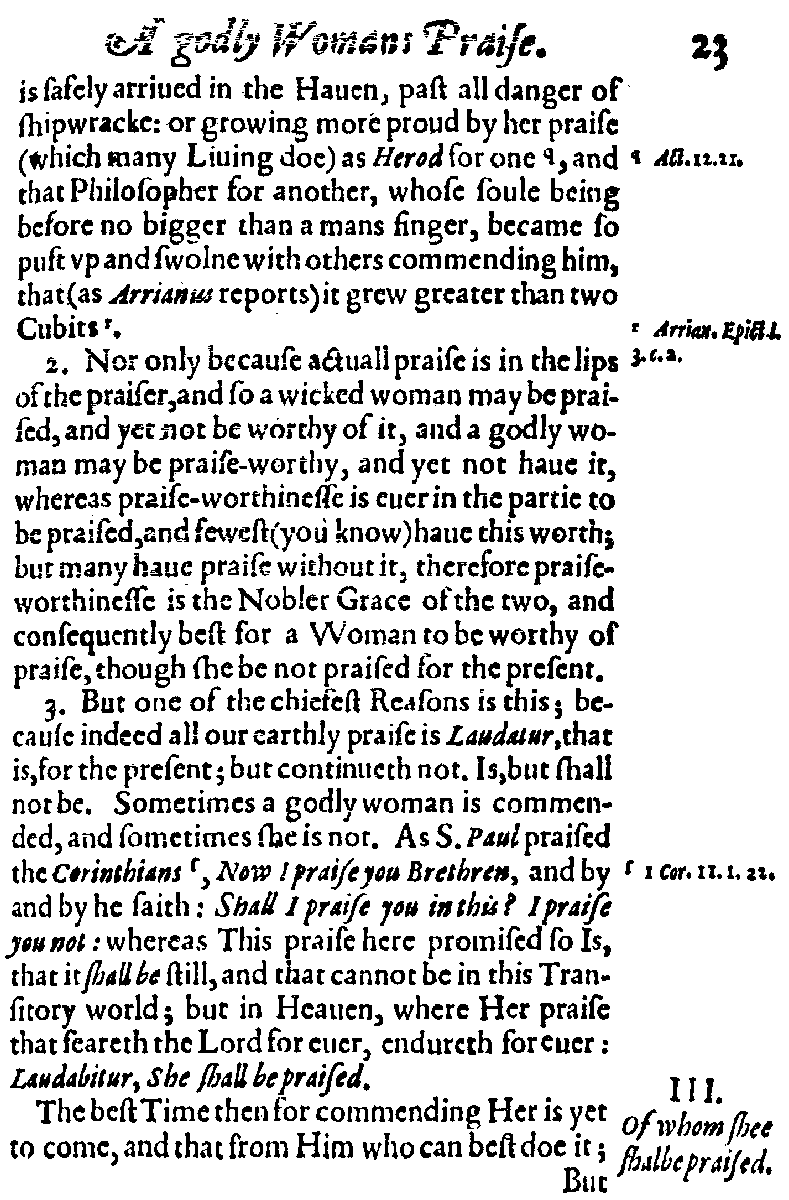 A godly Womans Praiſe. 23
is ſafely arriued in the Hauen, paſt all danger of
ſhipwracke: or growing more proud by her praiſe
(which many Liuing doe) as Herod for one q, and
q Act.12.21.
that Philoſopher for another, whoſe ſoule being
before no bigger than a mans finger, became ſo
puft vp and ſwolne with others commending him,
that (as Arrianus reports) it grew greater than two
Cubits r.
r Arrian. Epict l.
3.c.2.
2. Nor only becauſe actuall praiſe is in the lips
of the praiſer, and ſo a wicked woman may be prai-
ſed, and yet not be worthy of it, and a godly wo-
man may be praiſe-worthy, and yet not haue it,
whereas praiſe-worthineſſe is euer in the partie to
be praiſed, and feweſt (you know) haue this worth;
but many haue praiſe without it, therefore praiſe-
worthineſſe is the Nobler Grace of the two, and
conſequently beſt for a Woman to be worthy of
praiſe, though ſhe be not praiſed for the preſent.
3. But one of the chiefeſt Reaſons is this; be-
cauſe indeed all our earthly praiſe is Laudatur, that
is, for the preſent; but continueth not. Is, but ſhall
not be. Sometimes a godly woman is commen-
ded, and ſometimes ſhe is not. As S. Paul praiſed
the Corinthians ſ, Now I praiſe you Brethren, and by
ſ 1 Cor. 11. 1. 22.
and by he ſaith: Shall I praiſe you in this? I praiſe
you not: whereas This praiſe here promiſed ſo Is,
that it ſhall be ſtill, and that cannot be in this Tran-
ſitory world; but in Heauen, where Her praiſe
that feareth the Lord for euer, endureth for euer:
Laudabitur, She ſhall be praiſed.
The beſt Time then for commending Her is yet
to come, and that from Him who can beſt doe it;
III.
Of whom ſhee
ſhalbe praiſed.
But